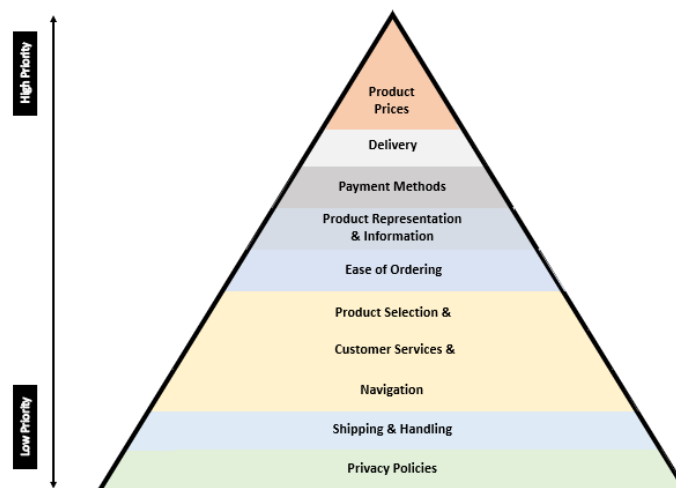 High Priority
Product
Prices
Delivery
Payment Methods
Product Representation
& Information
Ease of Ordering
Product Selection &
Customer Services &
Navigation
Low Priority
Shipping & Handling
Privacy Policies